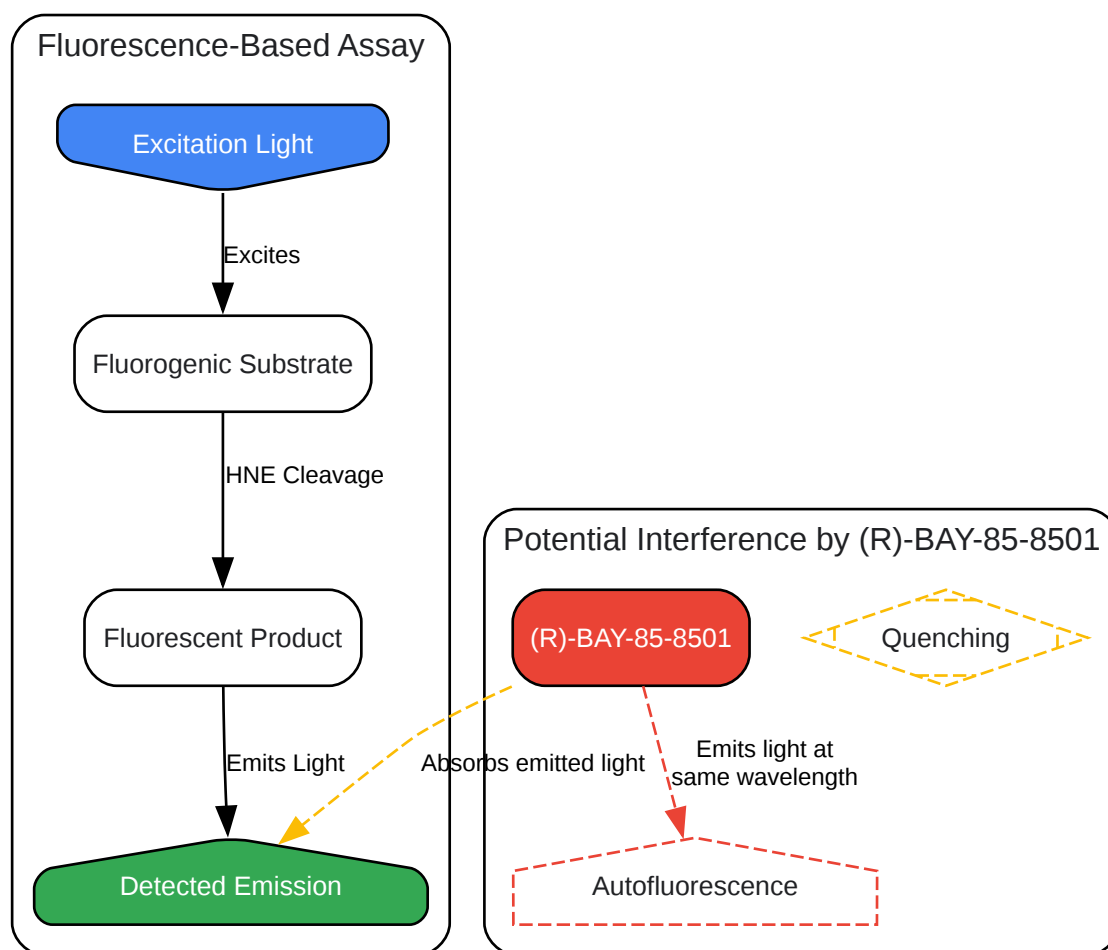 Fluorescence-Based Assay
Excitation Light
Excites
Fluorogenic Substrate
HNE Cleavage
Fluorescent Product
Emits Light
Detected Emission
Potential Interference by (R)-BAY-85-8501
(R)-BAY-85-8501
Quenching
Absorbs emitted light
Emits light at
same wavelength
Autofluorescence